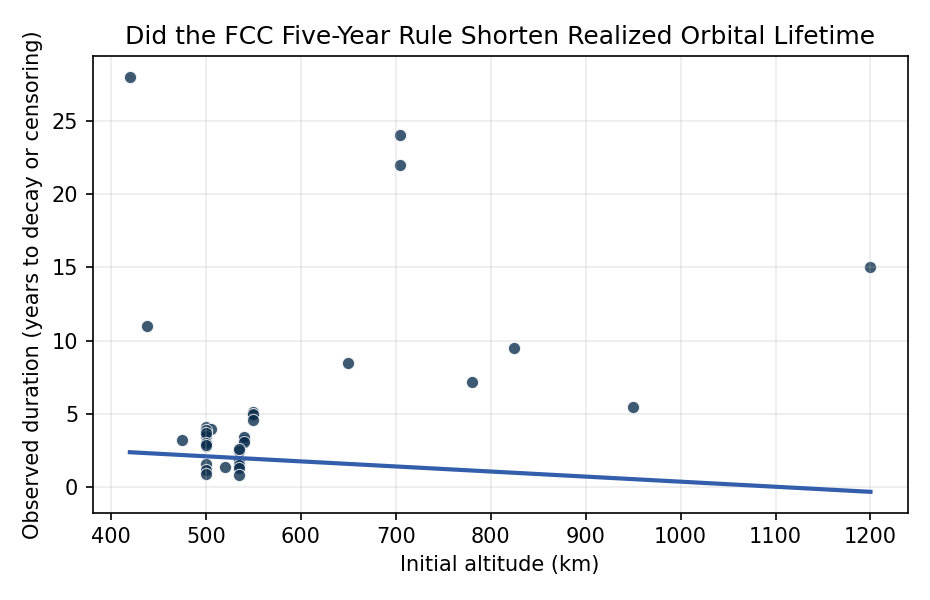 Did the FCC Five-Year Rule Shorten Realized Orbital Lifetime
Observed duration (years to decay or censoring)
25
20
15
10
5
0
400 500 600 700 800 900 1000 1100 1200
Initial altitude (km)